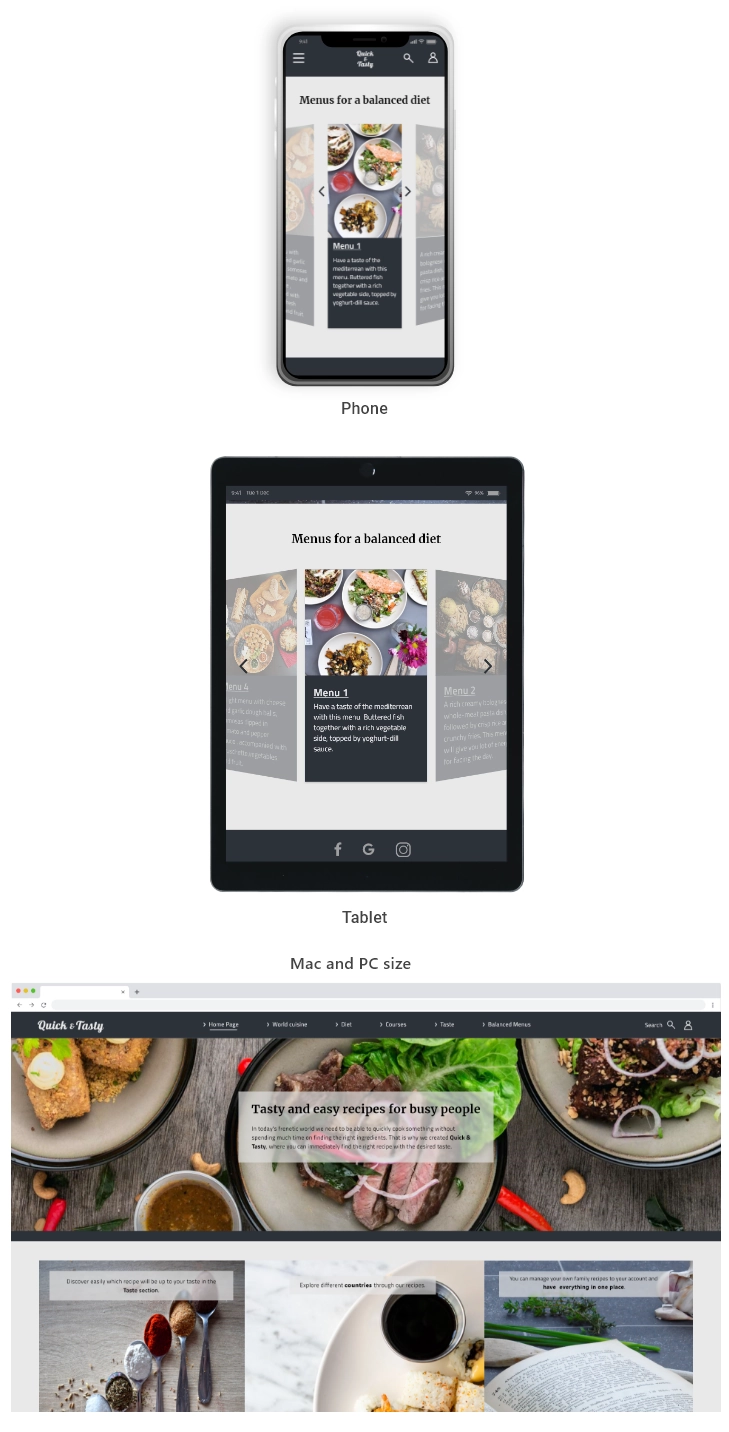 9:41
Quick
&
Tasty
Menus for a balanced diet
Menu 1
Have a taste of the
mediterrean with this
menu. Buttered fish
together with a rich
vegetable side, topped by
yoghurt-dill sauce.
Phone
9:41 Tue 1 Dec
Menus for a balanced diet
Menu 4
Menu 1
Have a taste of the mediterrean
with this menu. Buttered fish
together with a rich vegetable
side, topped by yoghurt-dill
sauce.
Menu 2
Tablet
Mac and PC size
Quick & Tasty
Home Page
World cuisine
Diet
Courses
Taste
Balanced Menus
Search
Tasty and easy recipes for busy people
In today's frenetic world we need to be able to quickly cook something without
spending much time on finding the right ingredients. That is why we created Quick &
Tasty, where you can immediately find the right recipe with the desired taste.
Discover easily which recipe will be up to your taste in the
Taste section.
Explore different countries through our recipes.
You can manage your own family recipes to your account and
have everything in one place.